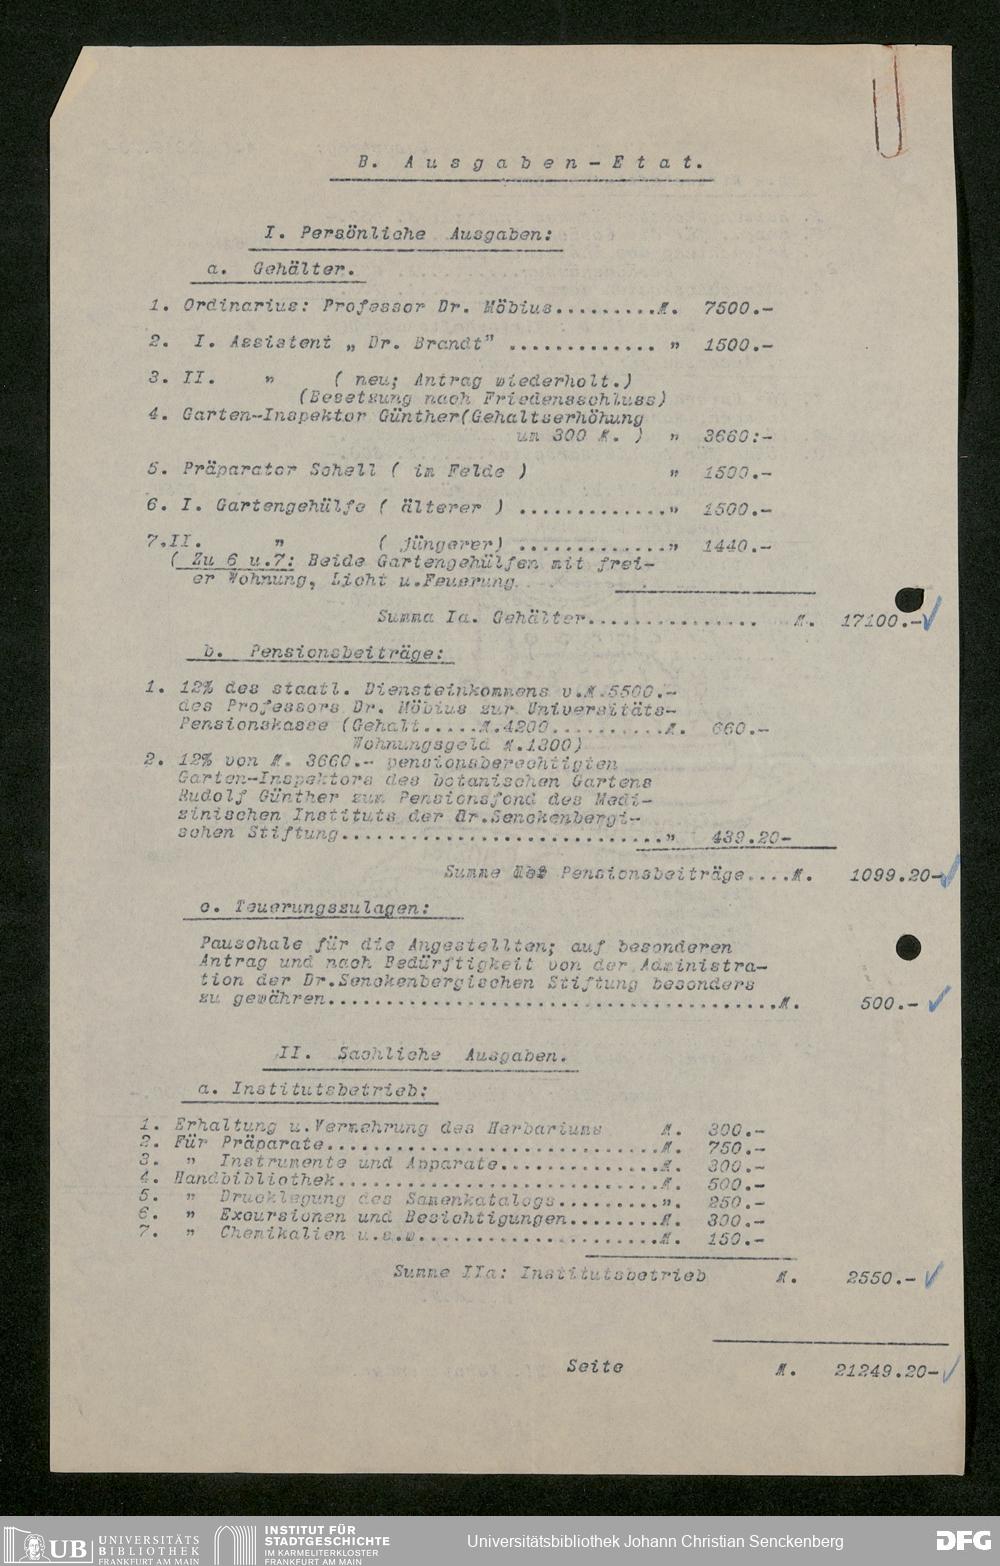 B. Ausgaben-Etat.
I. Persönliche Ausgaben:
a. Gehälter.
1. Ordinarius: Professor Dr. Möbius..........M. 7500.-
2. I. Assistent „ Dr. Brandt" ............. " 1500.-
3. II. " ( neu; Antrag wiederholt.)
(Besetzung nach Friedensschluss)
4. Garten-Inspektor Günther(Gehaltserhöhung
um 300 M. ) " 3660:-
5. Präparator Schell ( im Felde ) " 1500.-
6. I. Gartengehülfe ( älterer ) ............." 1500.-
7.II. " ( jüngerer) ............." 1440.-
( Zu 6 u.7: Beide Gartengehülfen mit frei-
er Wohnung, Licht u.Feuerung.
Summa Ia. Gehälter............... M. 17100.-
b. Pensionsbeiträge:
1. 12% des staatl. Diensteinkommens v.M.5500.-
des Professors Dr. Möbius zur Universitäts-
Pensionskasse (Gehalt.....M.4200..........M. 660.-
Wohnungsgeld M.1300)
2. 12% von M. 3660.- pensionsberechtigten
Garten-Inspektors des botanischen Gartens
Rudolf Günther zum Pensionsfond des Medi-
zinischen Instituts der Dr.Senckenbergi-
schen Stiftung............................." 439.20-
Summe Pensionsbeiträge....M. 1099.20-
c. Teuerungszulagen:
Pauschale für die Angestellten; auf besonderen
Antrag und nach Bedürftigkeit von der Administra-
tion der Dr.Senckenbergischen Stiftung besonders
zu gewähren.......................................M. 500.-
II. Sachliche Ausgaben.
a. Institutsbetrieb:
1. Erhaltung u.Vermehrung des Herbariums M. 300.-
2. Für Präparate.............................M. 750.-
3. " Instrumente und Apparate..............M. 300.-
4. Handbibliothek............................M. 500.-
5. " Drucklegung des Samenkatalogs.........". 250.-
6. " Excursionen und Besichtigungen........M. 300.-
7. " Chemikalien u.s.w.....................M. 150.-
Summe IIa: Institutsbetrieb M. 2550.-
Seite M. 21249.20-
UB UNIVERSITÄTS
BIBLIOTHEK
FRANKFURT AM MAIN
INSTITUT FÜR
STADTGESCHICHTE
IM KARMELITERKLOSTER
FRANKFURT AM MAIN
Universitätsbibliothek Johann Christian Senckenberg
DFG